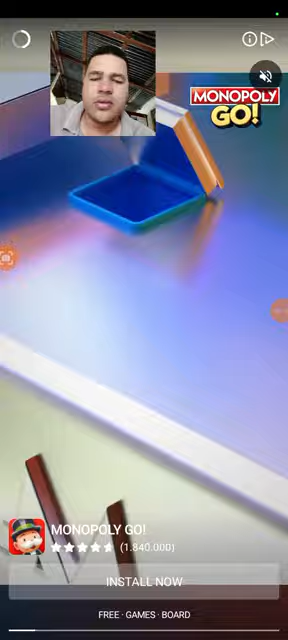 MONOPOLY
GO!
MONOPOLY GO!
(1.840.000)
INSTALL NOW
FREE · GAMES · BOARD